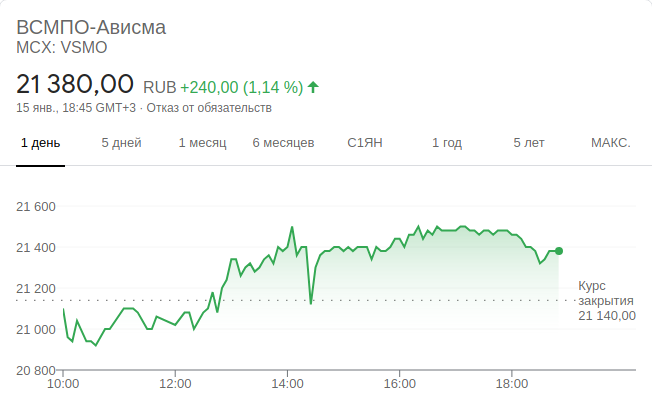 ВСМПО-Ависма
MCX: VSMO
21 380,00 RUB +240,00 (1,14 %)
15 янв., 18:45 GMT+3 · Отказ от обязательств
1 день 5 дней 1 месяц 6 месяцев С1ЯН 1 год 5 лет МАКС.
21 600
21 400
21 200
21 000
20 800
Курс
закрытия
21 140,00
10:00 12:00 14:00 16:00 18:00